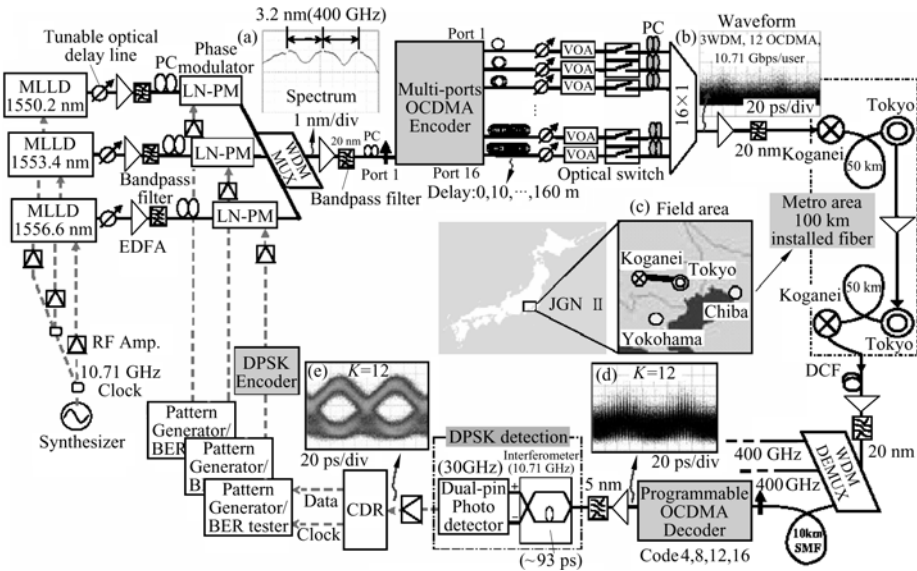 3.2 nm(400 GHz)
(a)
Spectrum
1 nm/div
Tunable optical
delay line
PC
Phase
modulator
MLLD
1550.2 nm
LN-PM
MLLD
1553.4 nm
LN-PM
Bandpass
filter
MLLD
1556.6 nm
LN-PM
EDFA
WDM
MUX
20 nm
PC
Port 1
Bandpass filter
Port 1
Multi-ports
OCDMA
Encoder
Port 16
Delay:0,10,···,160 m
VOA
VOA
VOA
VOA
VOA
Optical switch
PC
16×1
(b)
Waveform
3WDM, 12 OCDMA,
10.71 Gbps/user
20 ps/div
20 nm
Koganei
50 km
Tokyo
Metro area
100 km
installed fiber
Koganei
50 km
Tokyo
(c) Field area
JGN II
Koganei
Tokyo
Chiba
Yokohama
DCF
20 nm
WDM
DEMUX
400 GHz
400GHz
10km
SMF
Programmable
OCDMA
Decoder
Code 4,8,12,16
(d)
K=12
20 ps/div
5 nm
DPSK detection
Interferometer
(10.71 GHz)
(30GHz)
Dual-pin
Photo
detector
+
−
(~93 ps)
(e)
K=12
20 ps/div
CDR
Data
Clock
DPSK
Encoder
Pattern
Generator/
BER
Pattern
Generator/
B
Pattern
Generator/
BER tester
RF Amp.
10.71 GHz
Clock
Synthesizer